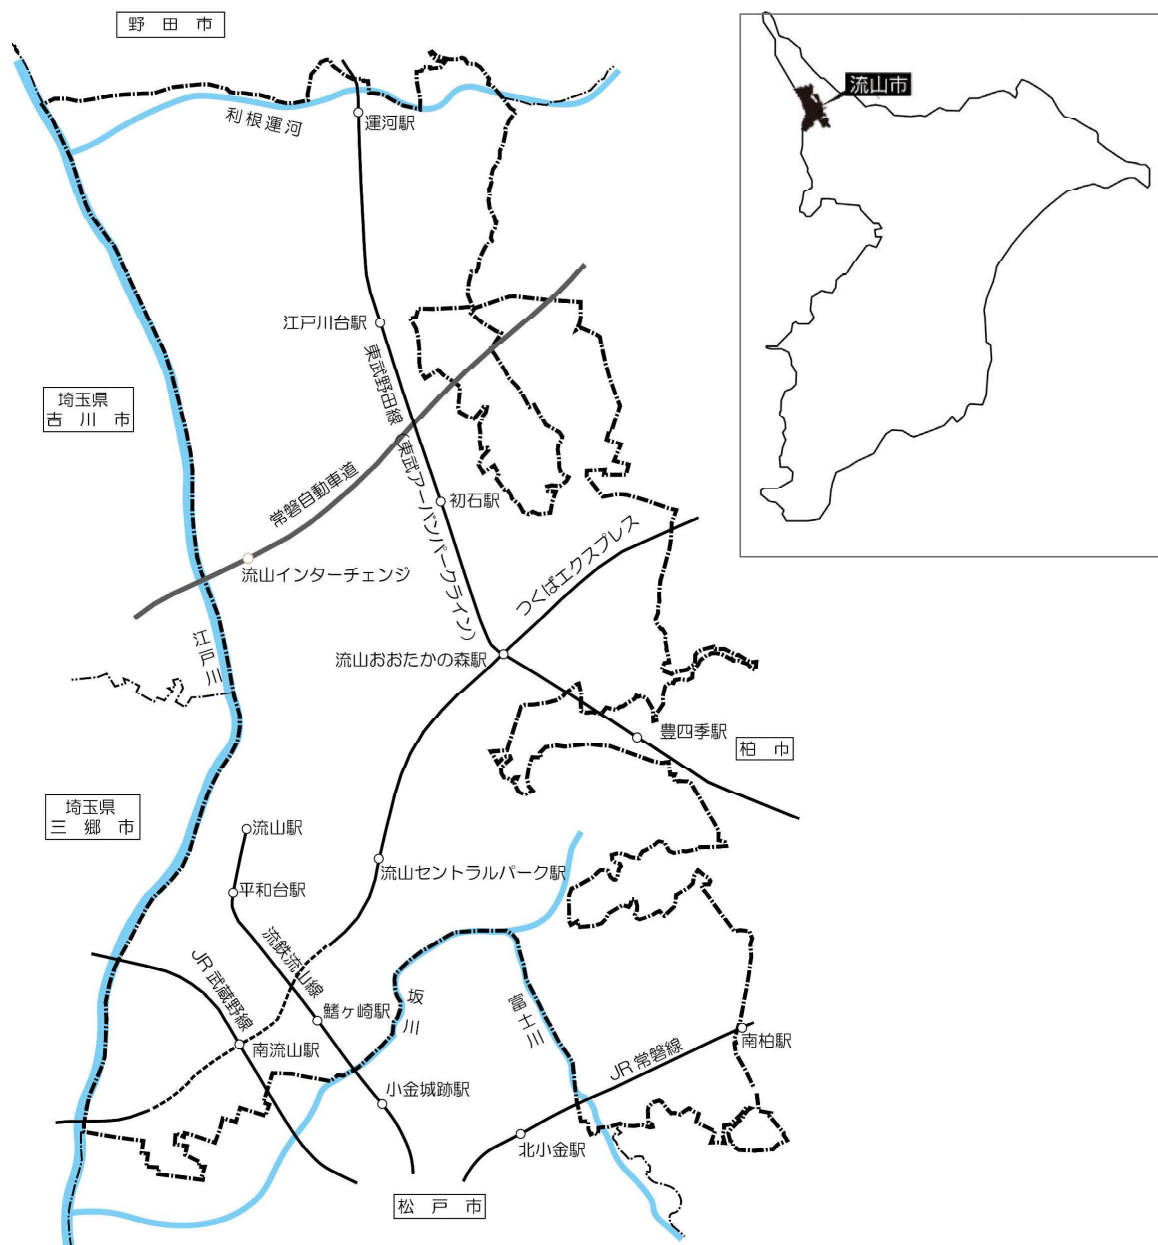 野田市
流山市
利根運河
運河駅
江戸川台駅
東武野田線（東武アーバンパークライン）
埼玉県
吉川市
常磐自動車道
初石駅
つくばエクスプレス
流山インターチェンジ
江戸川
流山おおたかの森駅
豊四季駅
柏市
埼玉県
三郷市
流山駅
流山セントラルパーク駅
平和台駅
流鉄流山線
JR武蔵野線
鰭ヶ崎駅
坂川
富士川
南流山駅
南柏駅
JR常磐線
小金城跡駅
北小金駅
松戸市